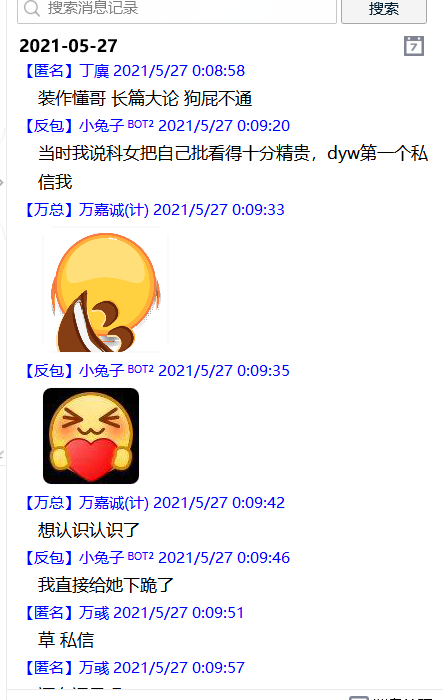 搜索消息记录
搜索
2021-05-27
7
【匿名】丁廙 2021/5/27 0:08:58
装作懂哥 长篇大论 狗屁不通
【反包】小兔子 ᴮᴼᵀ² 2021/5/27 0:09:20
当时我说科女把自己批看得十分精贵，dyw第一个私
信我
【万总】万嘉诚(计) 2021/5/27 0:09:33
【反包】小兔子 ᴮᴼᵀ² 2021/5/27 0:09:35
【万总】万嘉诚(计) 2021/5/27 0:09:42
想认识认识了
【反包】小兔子 ᴮᴼᵀ² 2021/5/27 0:09:46
我直接给她下跪了
【匿名】万彧 2021/5/27 0:09:51
草 私信
【匿名】万彧 2021/5/27 0:09:57